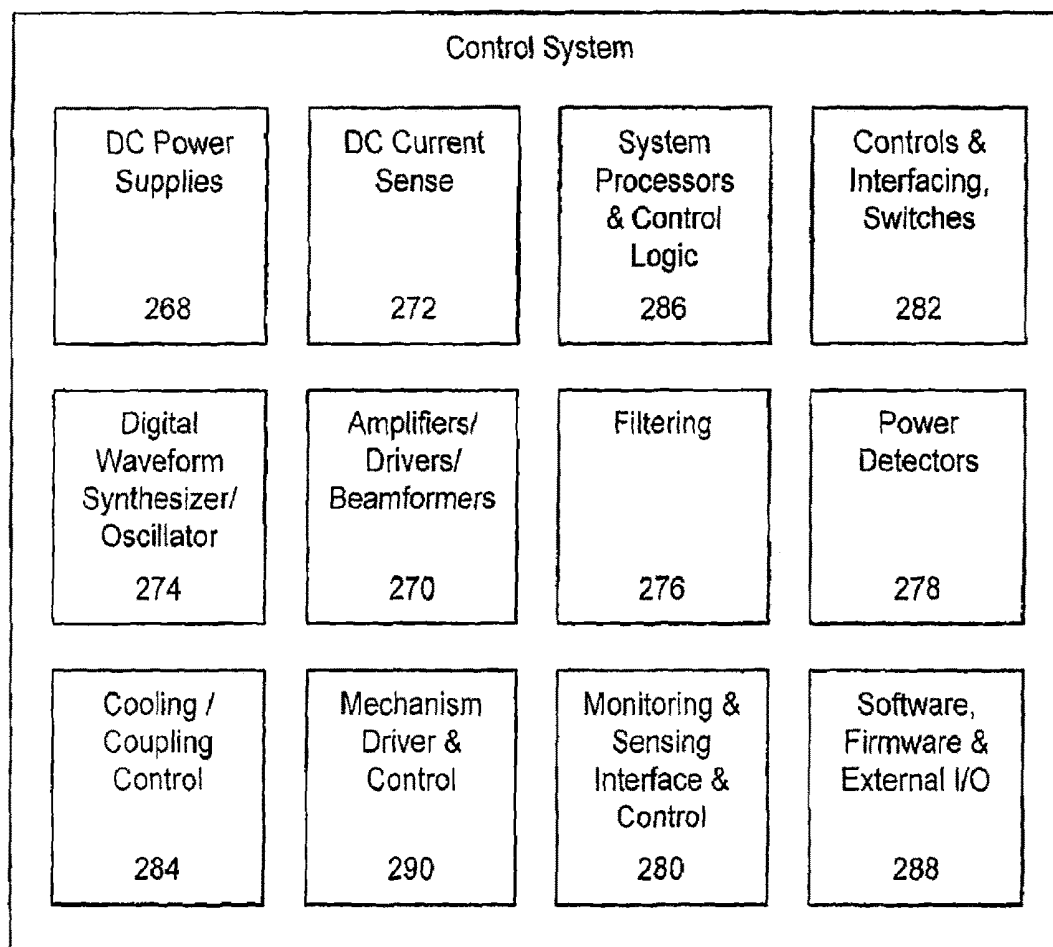 Control System
DC Power
Supplies
268
DC Current
Sense
272
System
Processors
& Control
Logic
286
Controls &
Interfacing,
Switches
282
Digital
Waveform
Synthesizer/
Oscillator
274
Amplifiers/
Drivers/
Beamformers
270
Filtering
276
Power
Detectors
278
Cooling /
Coupling
Control
284
Mechanism
Driver &
Control
290
Monitoring &
Sensing
Interface &
Control
280
Software,
Firmware &
External I/O
288